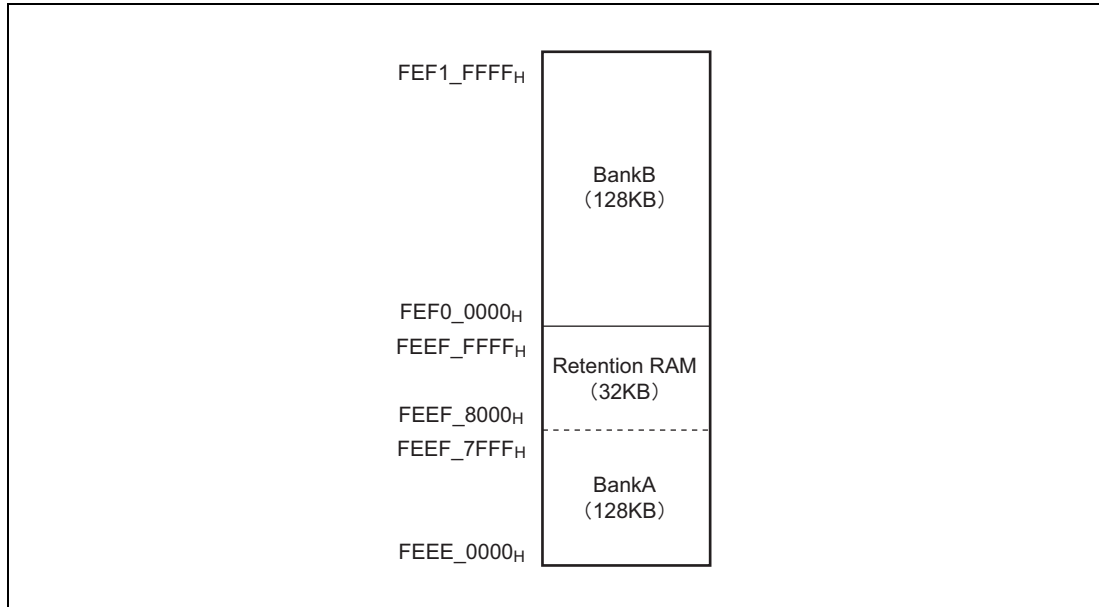 FEF1_FFFFH
BankB
（128KB）
FEF0_0000H
FEEF_FFFFH
Retention RAM
（32KB）
FEEF_8000H
FEEF_7FFFH
BankA
（128KB）
FEEE_0000H